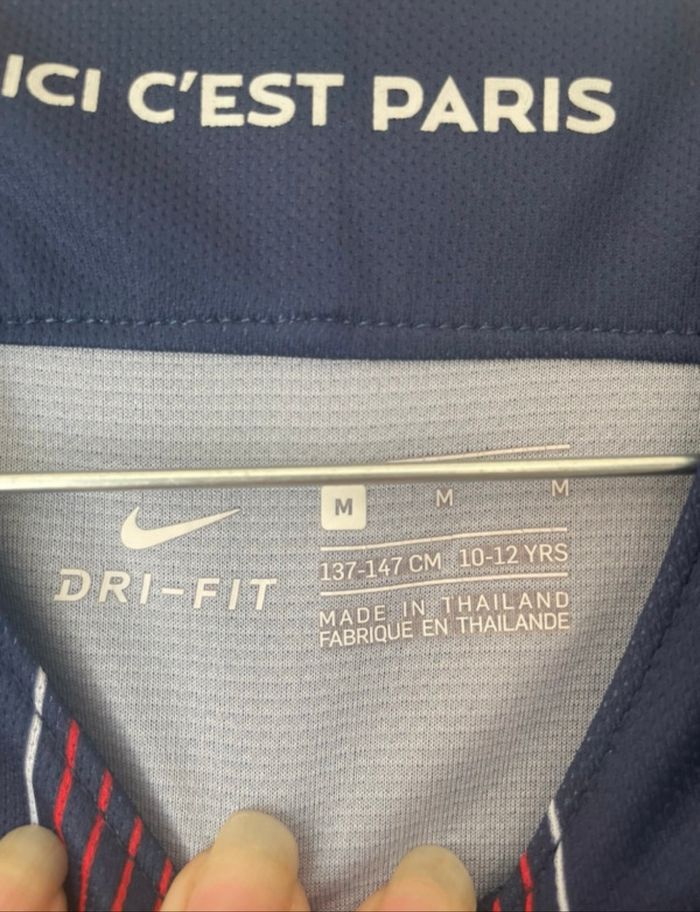 ICI C'EST PARIS
M M M
DRI-FIT
137-147 CM 10-12 YRS
MADE IN THAILAND
FABRIQUE EN THAILANDE